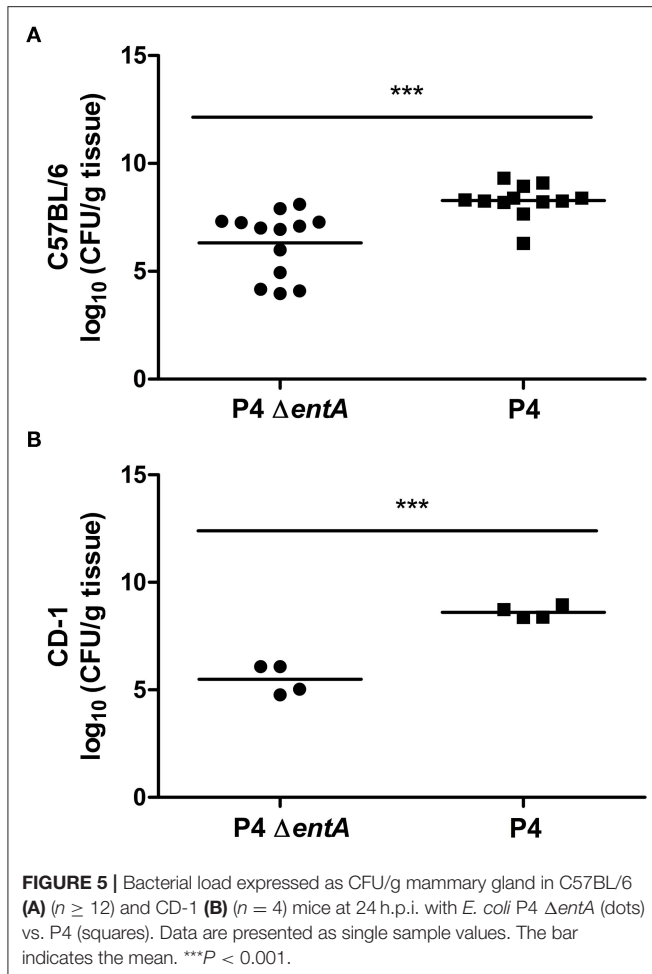 A
C57BL/6
log₁₀ (CFU/g tissue)
15
10
5
0
***
P4 ΔentA
P4
B
CD-1
log₁₀ (CFU/g tissue)
15
10
5
0
***
P4 ΔentA
P4
FIGURE 5 | Bacterial load expressed as CFU/g mammary gland in C57BL/6
(A) (n ≥ 12) and CD-1 (B) (n = 4) mice at 24 h.p.i. with E. coli P4 ΔentA (dots)
vs. P4 (squares). Data are presented as single sample values. The bar
indicates the mean. ***P < 0.001.